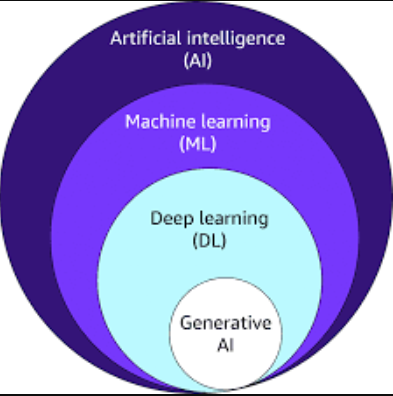 Artificial intelligence
(AI)
Machine learning
(ML)
Deep learning
(DL)
Generative
AI